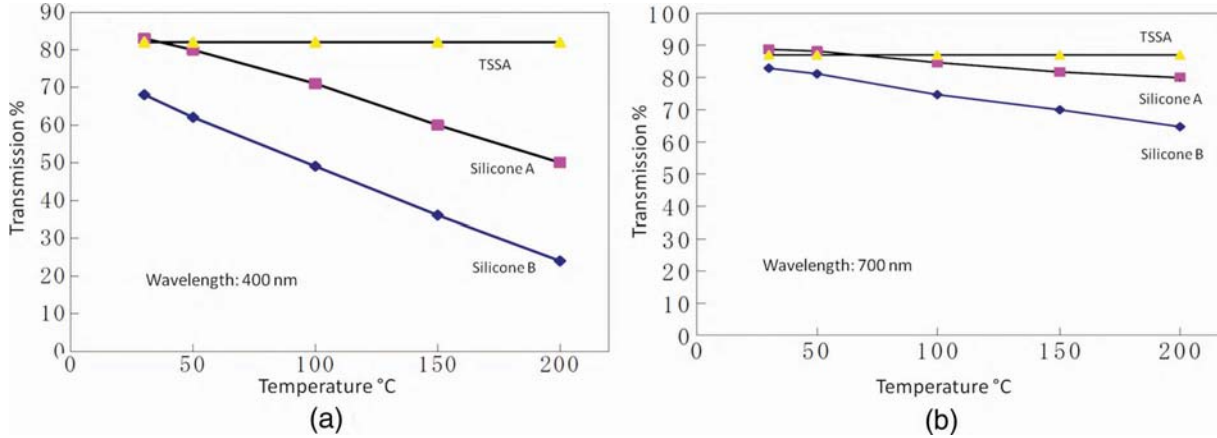 90
80
70
60
50
40
30
20
10
0
Transmission %
TSSA
Silicone A
Silicone B
Wavelength: 400 nm
0 50 100 150 200
Temperature °C
(a)
100
90
80
70
60
50
40
30
20
10
0
Transmission %
TSSA
Silicone A
Silicone B
Wavelength: 700 nm
0 50 100 150 200
Temperature °C
(b)